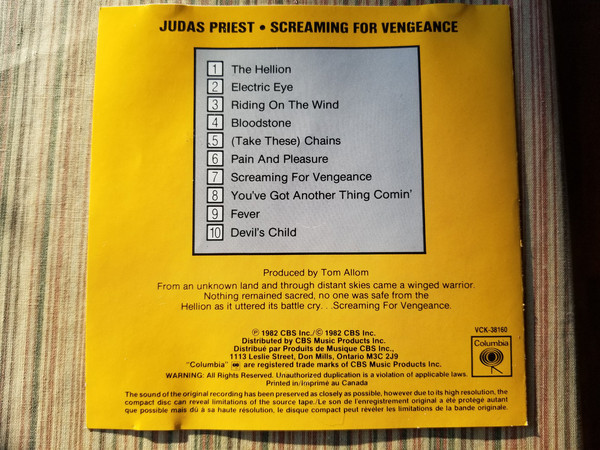 JUDAS PRIEST • SCREAMING FOR VENGEANCE
1 The Hellion
2 Electric Eye
3 Riding On The Wind
4 Bloodstone
5 (Take These) Chains
6 Pain And Pleasure
7 Screaming For Vengeance
8 You've Got Another Thing Comin'
9 Fever
10 Devil's Child
Produced by Tom Allom
From an unknown land and through distant skies came a winged warrior.
Nothing remained sacred, no one was safe from the
Hellion as it uttered its battle cry. . .Screaming For Vengeance.
℗ 1982 CBS Inc./© 1982 CBS Inc.
Distributed by CBS Music Products Inc.
Distribué par Produits de Musique CBS Inc.,
1113 Leslie Street, Don Mills, Ontario M3C 2J9
"Columbia" are registered trade marks of CBS Music Products Inc.
VCK-38160
Columbia
WARNING: All Rights Reserved. Unauthorized duplication is a violation of applicable laws.
Printed in/Imprimé au Canada
The sound of the original recording has been preserved as closely as possible, however due to its high resolution, the
compact disc can reveal limitations of the source tape./Le son de l'enregistrement original a été protégé autant
que possible mais dû à sa haute résolution, le disque compact peut révéler les limitations de la bande originale.